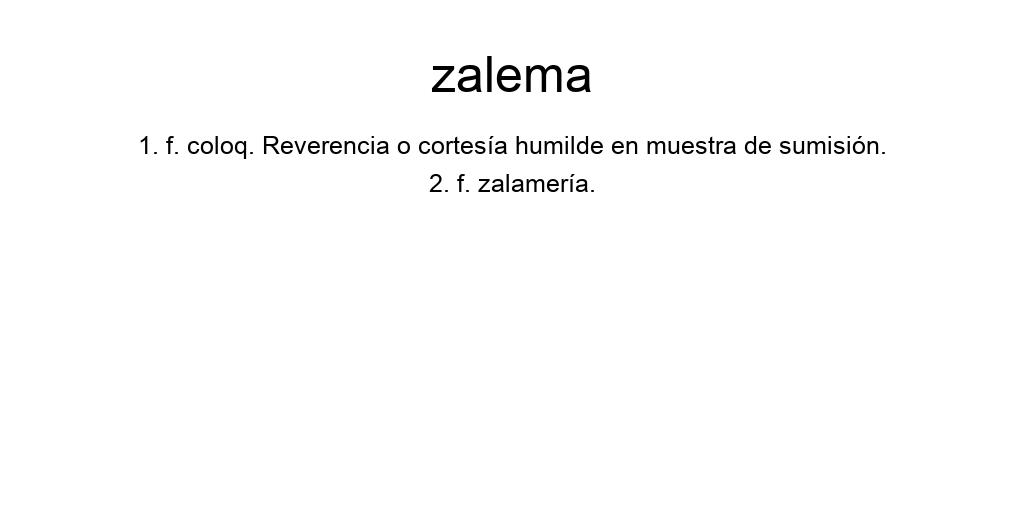 zalema
1. f. coloq. Reverencia o cortesía humilde en muestra de sumisión.
2. f. zalamería.